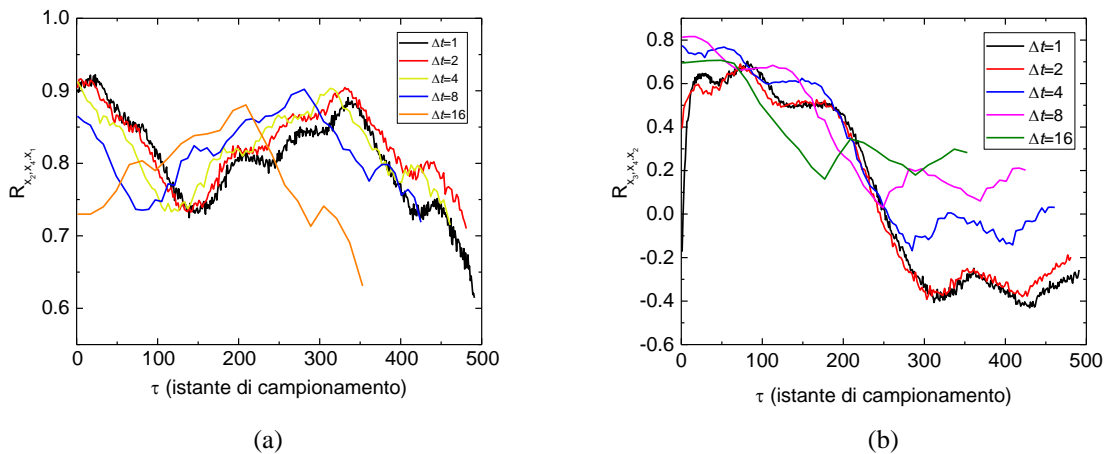 1.0
0.9
0.8
0.7
0.6
0 100 200 300 400 500
R x2,x4,x1
τ (istante di campionamento)
Δt=1
Δt=2
Δt=4
Δt=8
Δt=16
(a)
0.8
0.6
0.4
0.2
0.0
-0.2
-0.4
-0.6
0 100 200 300 400 500
R x3,x4,x2
τ (istante di campionamento)
Δt=1
Δt=2
Δt=4
Δt=8
Δt=16
(b)